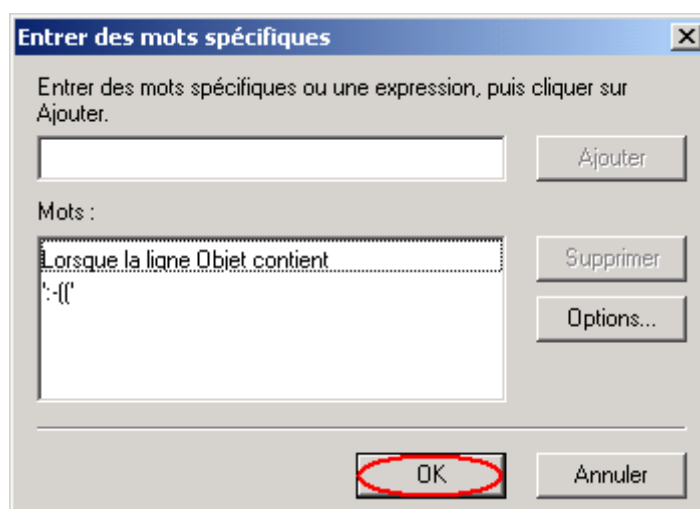 Entrer des mots spécifiques
Entrer des mots spécifiques ou une expression, puis cliquer sur
Ajouter.
Ajouter
Mots :
Lorsque la ligne Objet contient
':-(('
Supprimer
Options...
OK
Annuler